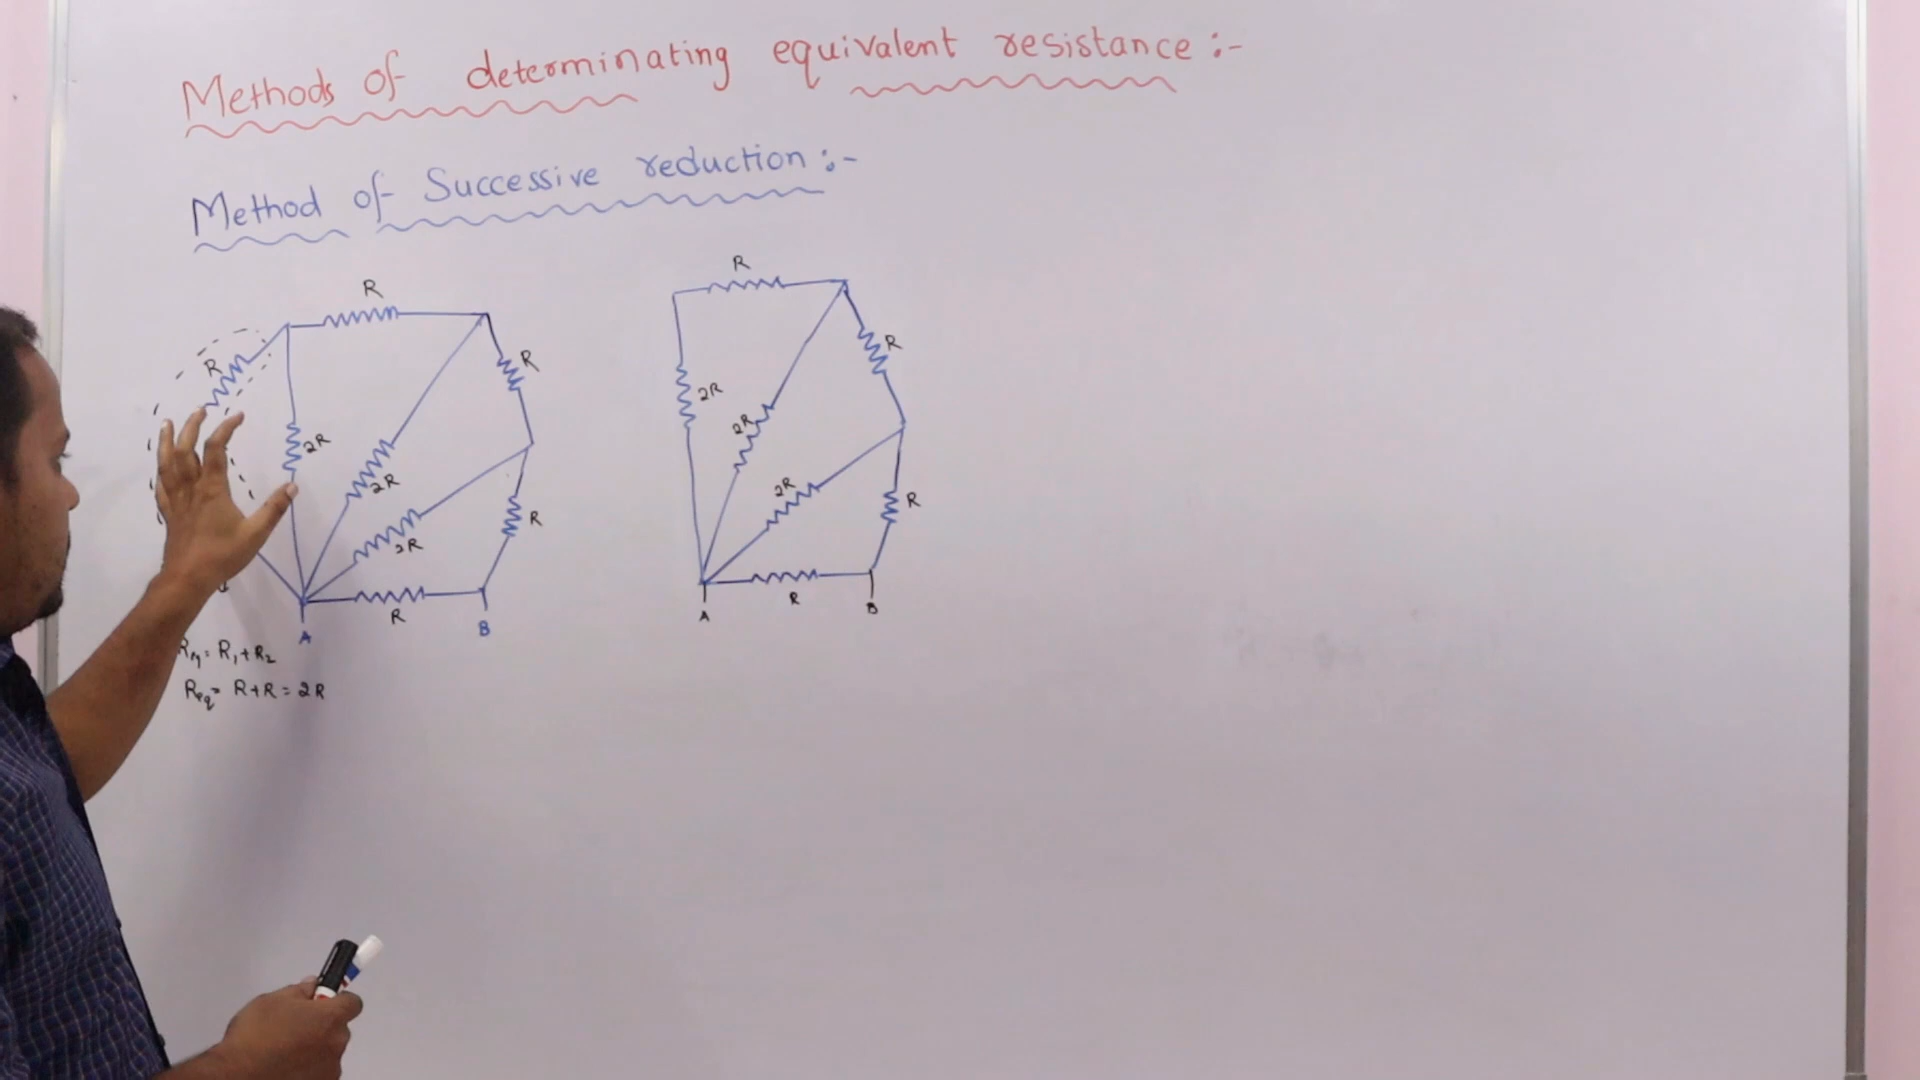 Methods of determinating equivalent resistance :-
Method of Successive reduction :-
R
R
2R
2R
2R
R
R
R
A
B
R
2R
2R
2R
R
R
R
A
B
Req = R1 + R2
Req = R + R = 2R